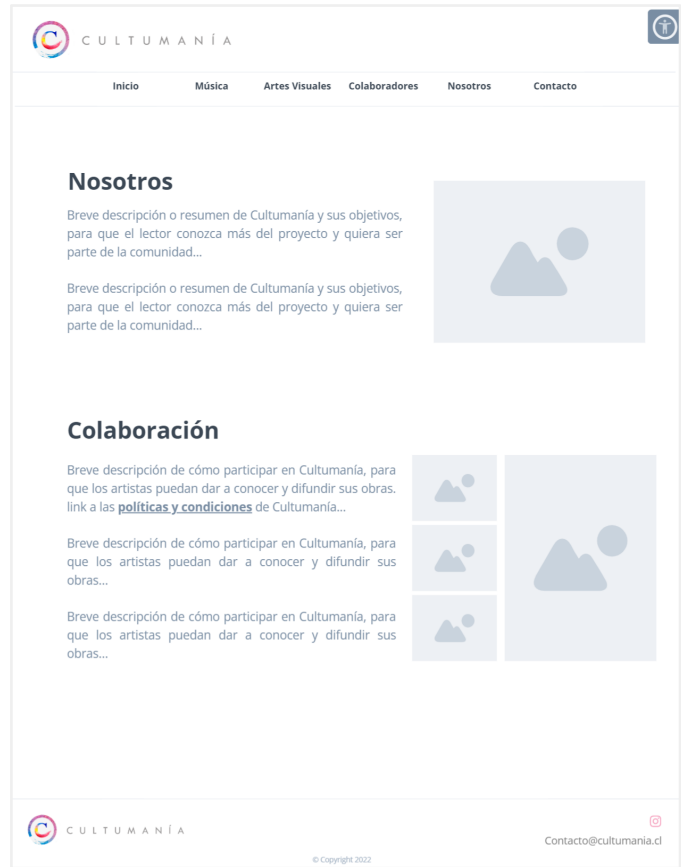 CULTUMANÍA
Inicio Música Artes Visuales Colaboradores Nosotros Contacto
Nosotros
Breve descripción o resumen de Cultumanía y sus objetivos,
para que el lector conozca más del proyecto y quiera ser
parte de la comunidad...
Breve descripción o resumen de Cultumanía y sus objetivos,
para que el lector conozca más del proyecto y quiera ser
parte de la comunidad...
Colaboración
Breve descripción de cómo participar en Cultumanía, para
que los artistas puedan dar a conocer y difundir sus obras.
link a las políticas y condiciones de Cultumanía...
Breve descripción de cómo participar en Cultumanía, para
que los artistas puedan dar a conocer y difundir sus
obras...
Breve descripción de cómo participar en Cultumanía, para
que los artistas puedan dar a conocer y difundir sus
obras...
CULTUMANÍA
Contacto@cultumania.cl
© Copyright 2022